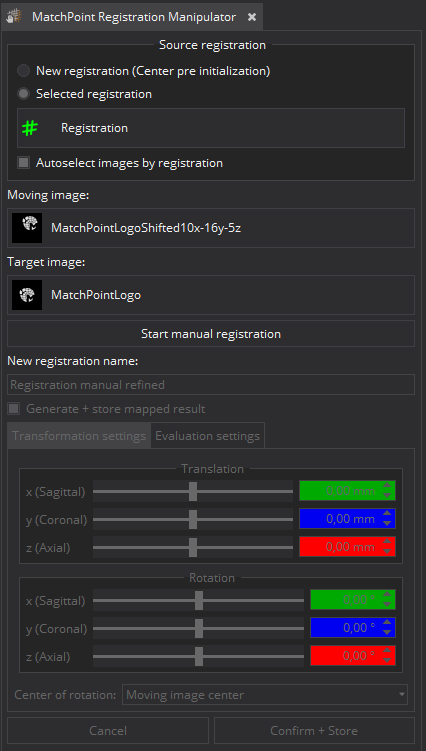 MatchPoint Registration Manipulator
Source registration
New registration (Center pre initialization)
Selected registration
Registration
Autoselect images by registration
Moving image:
MatchPointLogoShifted10x-16y-5z
Target image:
MatchPointLogo
Start manual registration
New registration name:
Registration manual refined
Generate + store mapped result
Transformation settings Evaluation settings
Translation
x (Sagittal) 0,00 mm
y (Coronal) 0,00 mm
z (Axial) 0,00 mm
Rotation
x (Sagittal) 0,00 °
y (Coronal) 0,00 °
z (Axial) 0,00 °
Center of rotation: Moving image center
Cancel Confirm + Store